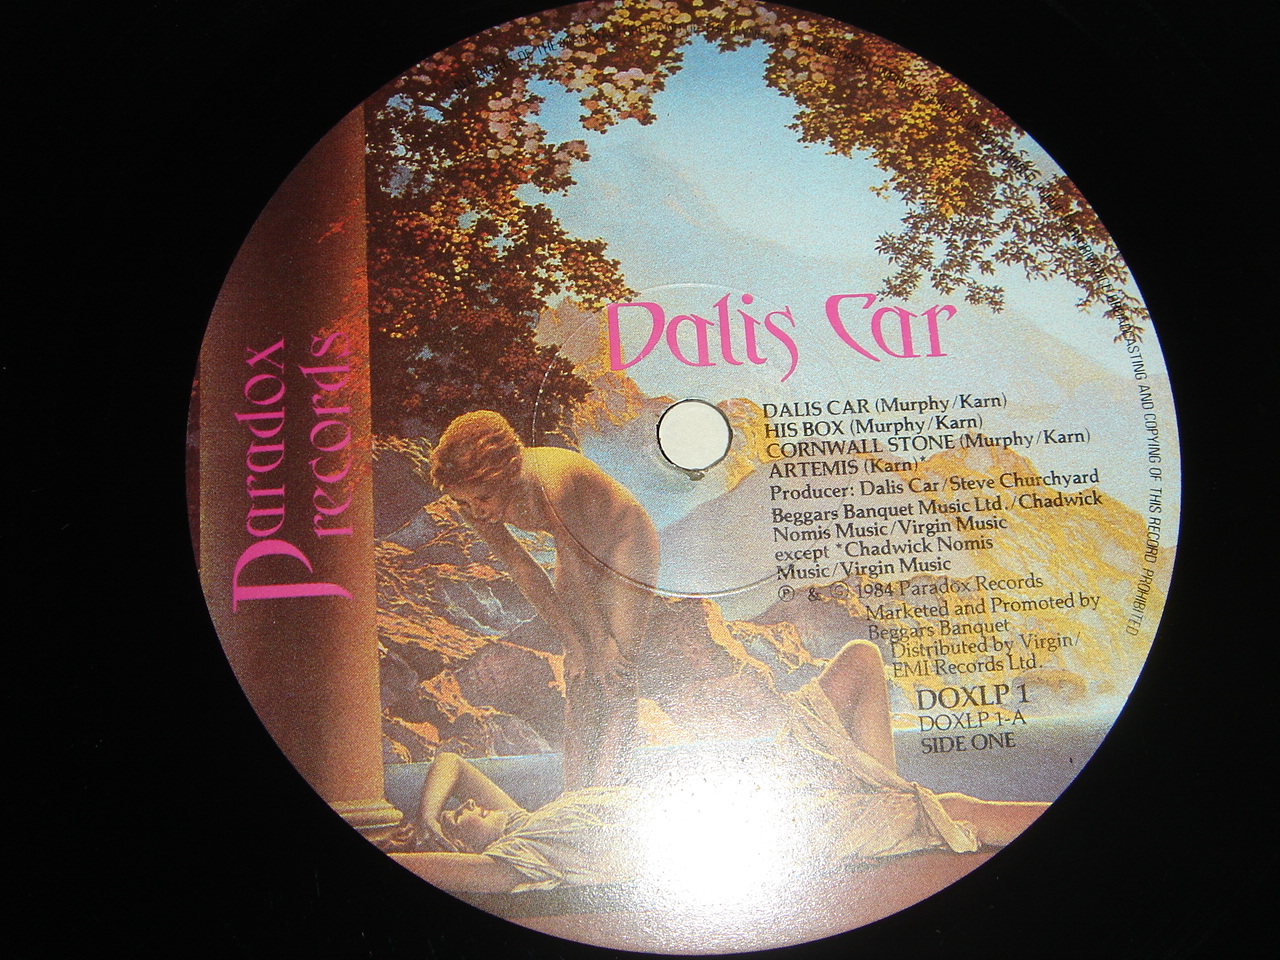 Paradox
records
Dalis Car
DALIS CAR (Murphy/Karn)
HIS BOX (Murphy/Karn)
CORNWALL STONE (Murphy/Karn)
ARTEMIS (Karn)*
Producer: Dalis Car/Steve Churchyard
Beggars Banquet Music Ltd./Chadwick
Nomis Music/Virgin Music
except *Chadwick Nomis
Music/Virgin Music
℗ & © 1984 Paradox Records
Marketed and Promoted by
Beggars Banquet
Distributed by Virgin/
EMI Records Ltd.
DOXLP 1
DOXLP 1-A
SIDE ONE
BROADCASTING AND COPYING OF THIS RECORD PROHIBITED